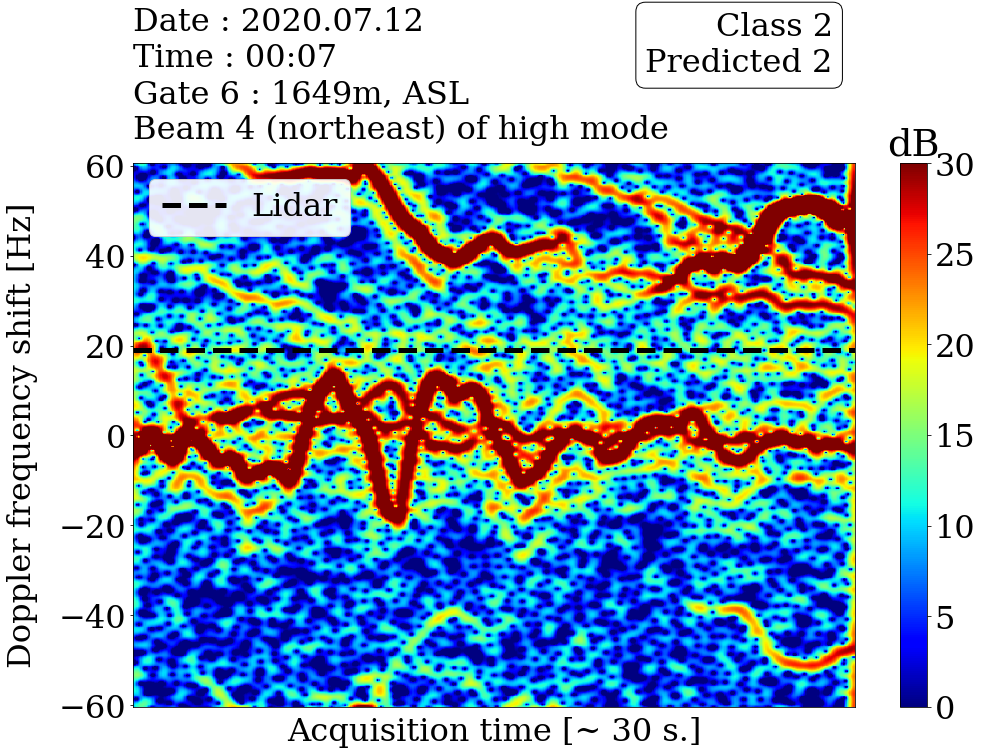 Date : 2020.07.12
Time : 00:07
Gate 6 : 1649m, ASL
Beam 4 (northeast) of high mode
Class 2
Predicted 2
dB
Lidar
Doppler frequency shift [Hz]
60
40
20
0
−20
−40
−60
30
25
20
15
10
5
0
Acquisition time [~ 30 s.]